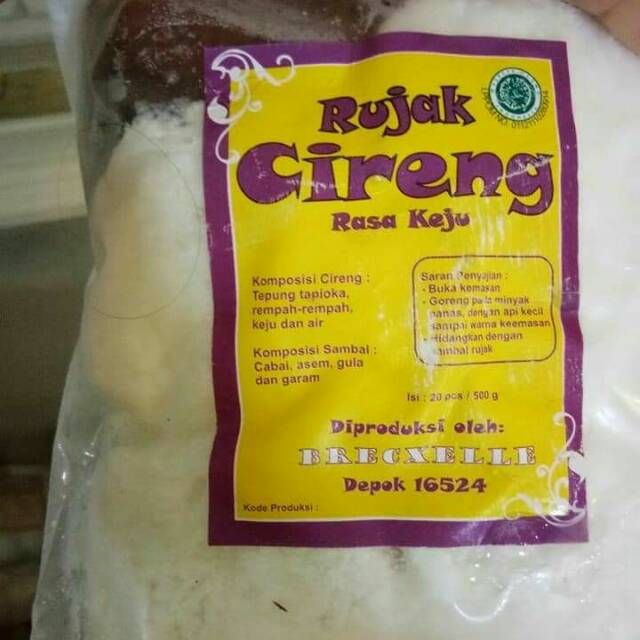 Rujak
Cireng
Rasa Keju
Komposisi Cireng :
Tepung tapioka,
rempah-rempah,
keju dan air
Komposisi Sambal :
Cabai, asem, gula
dan garam
Saran Penyajian :
- Buka kemasan
- Goreng pada minyak
panas, dengan api kecil
sampai warna keemasan
- Hidangkan dengan
sambal rujak
Isi : 20 pcs / 500 g
Diproduksi oleh:
BRECXELLE
Depok 16524
Kode Produksi :